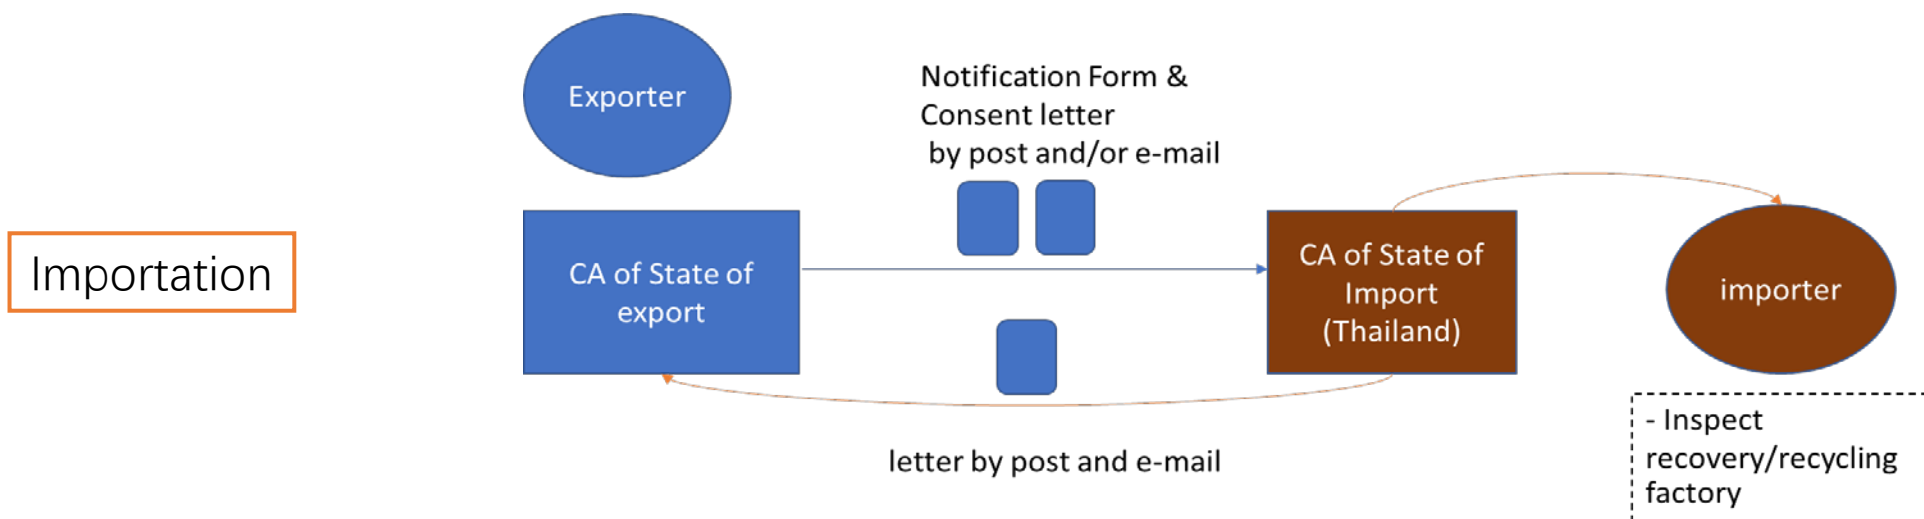 Importation
Exporter
CA of State of
export
Notification Form &
Consent letter
by post and/or e-mail
letter by post and e-mail
CA of State of
Import
(Thailand)
importer
- Inspect
recovery/recycling
factory